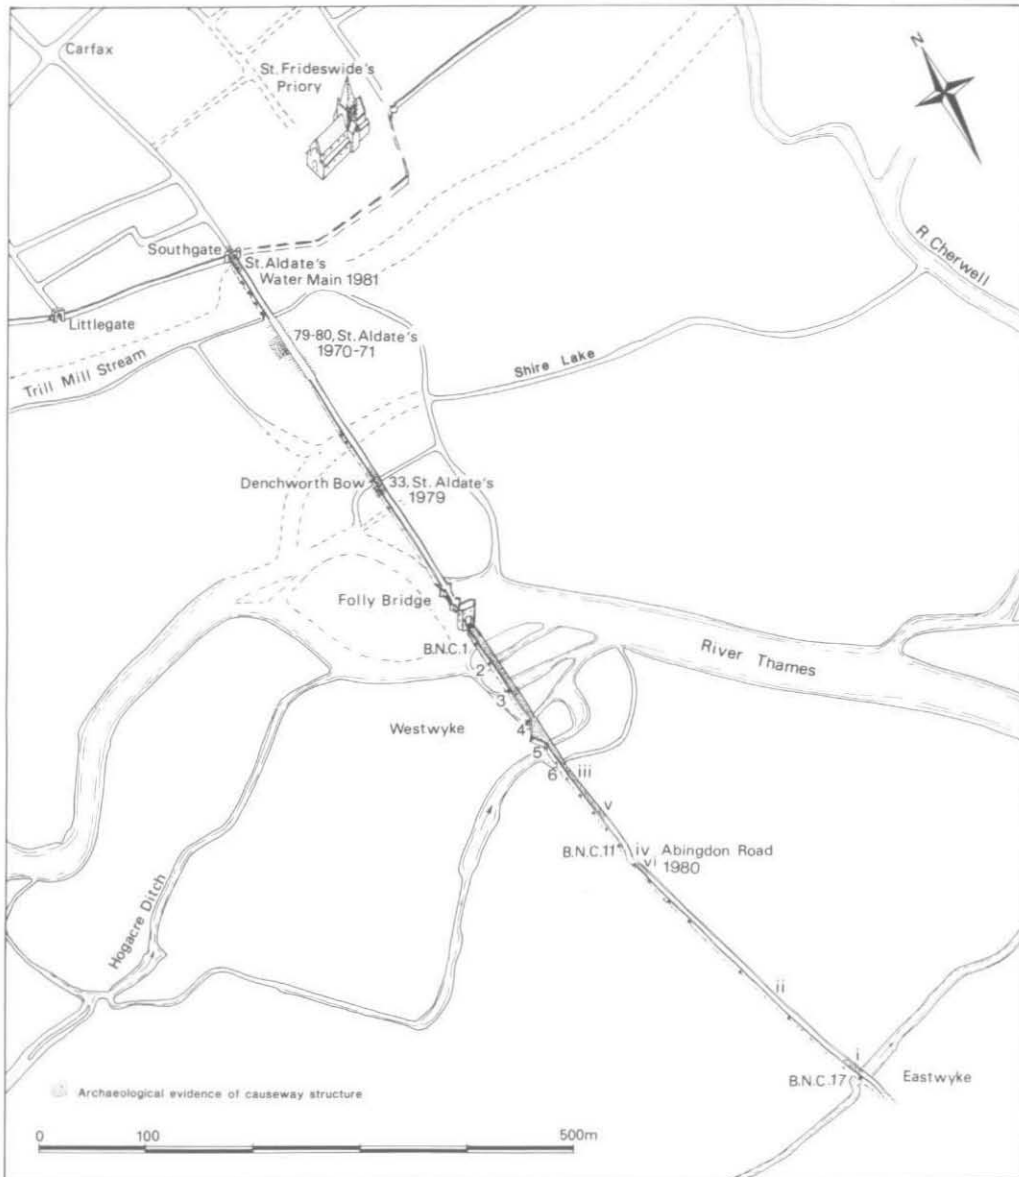 Carfax
N
St. Frideswide's
Priory
R. Cherwell
Southgate
St. Aldate's
Water Main 1981
Littlegate
79-80, St. Aldate's
1970-71
Trill Mill Stream
Shire Lake
Denchworth Bow
33, St. Aldate's
1979
Folly Bridge
B.N.C. 1
River Thames
2
3
Westwyke
4
5
6
iii
v
B.N.C. 11
iv Abingdon Road
vi 1980
Hogacre Ditch
ii
i
B.N.C. 17
Eastwyke
Archaeological evidence of causeway structure
0 100 500m